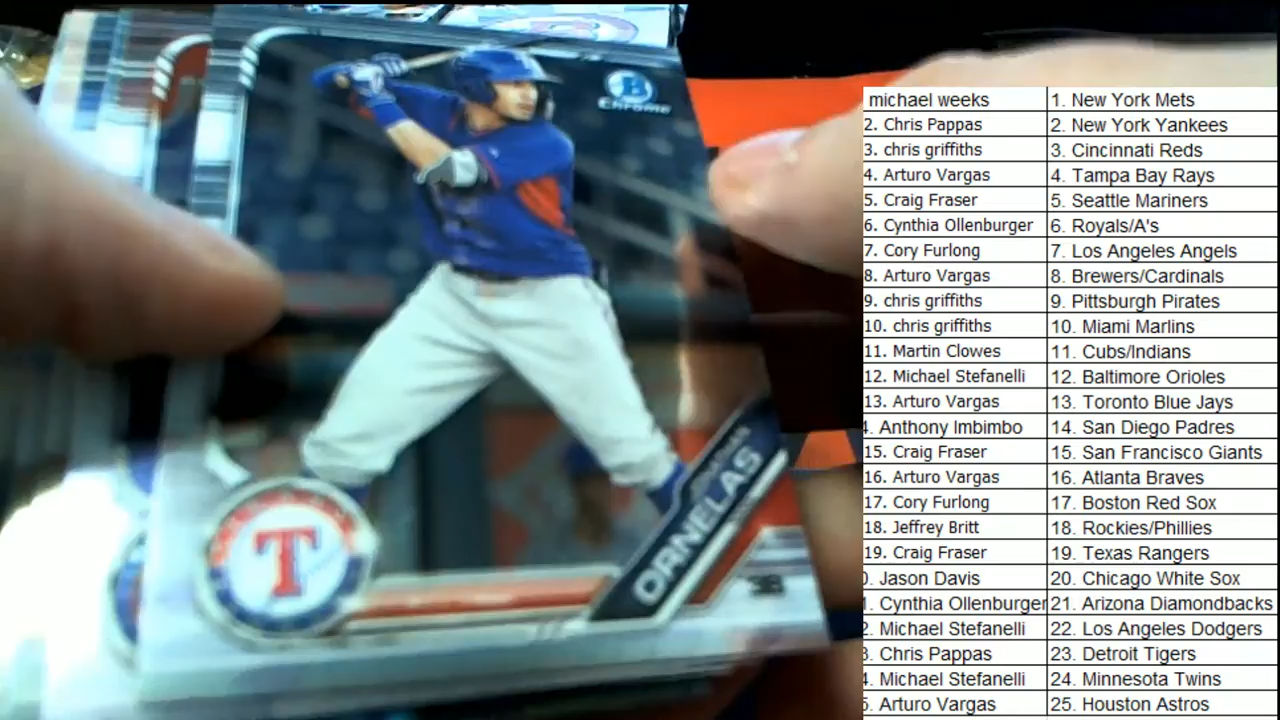 B
Chrome
ORNELAS
T
3B
michael weeks 1. New York Mets
2. Chris Pappas 2. New York Yankees
3. chris griffiths 3. Cincinnati Reds
4. Arturo Vargas 4. Tampa Bay Rays
5. Craig Fraser 5. Seattle Mariners
6. Cynthia Ollenburger 6. Royals/A's
7. Cory Furlong 7. Los Angeles Angels
8. Arturo Vargas 8. Brewers/Cardinals
9. chris griffiths 9. Pittsburgh Pirates
10. chris griffiths 10. Miami Marlins
11. Martin Clowes 11. Cubs/Indians
12. Michael Stefanelli 12. Baltimore Orioles
13. Arturo Vargas 13. Toronto Blue Jays
4. Anthony Imbimbo 14. San Diego Padres
15. Craig Fraser 15. San Francisco Giants
16. Arturo Vargas 16. Atlanta Braves
17. Cory Furlong 17. Boston Red Sox
18. Jeffrey Britt 18. Rockies/Phillies
19. Craig Fraser 19. Texas Rangers
0. Jason Davis 20. Chicago White Sox
1. Cynthia Ollenburger 21. Arizona Diamondbacks
2. Michael Stefanelli 22. Los Angeles Dodgers
3. Chris Pappas 23. Detroit Tigers
4. Michael Stefanelli 24. Minnesota Twins
5. Arturo Vargas 25. Houston Astros